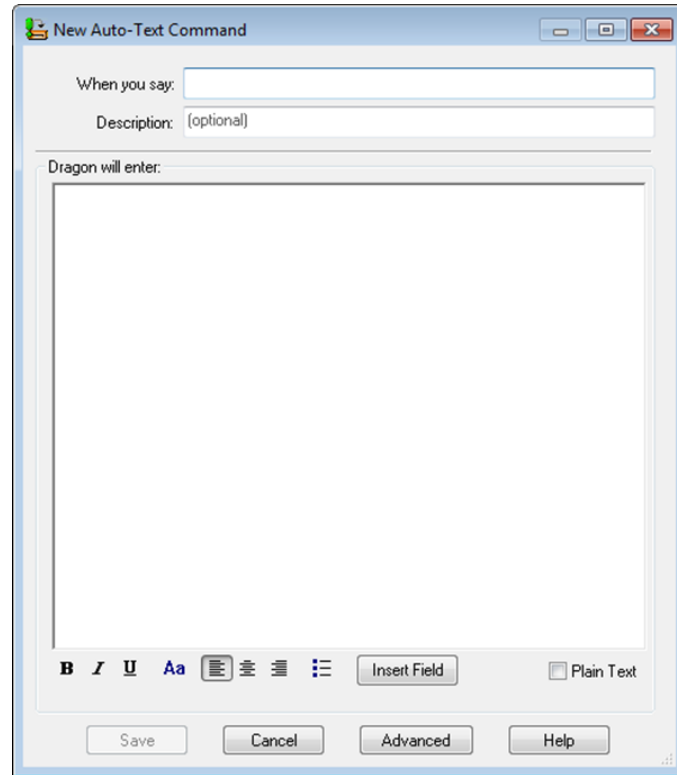 New Auto-Text Command
When you say:
Description: (optional)
Dragon will enter:
B I U Aa Insert Field Plain Text
Save Cancel Advanced Help